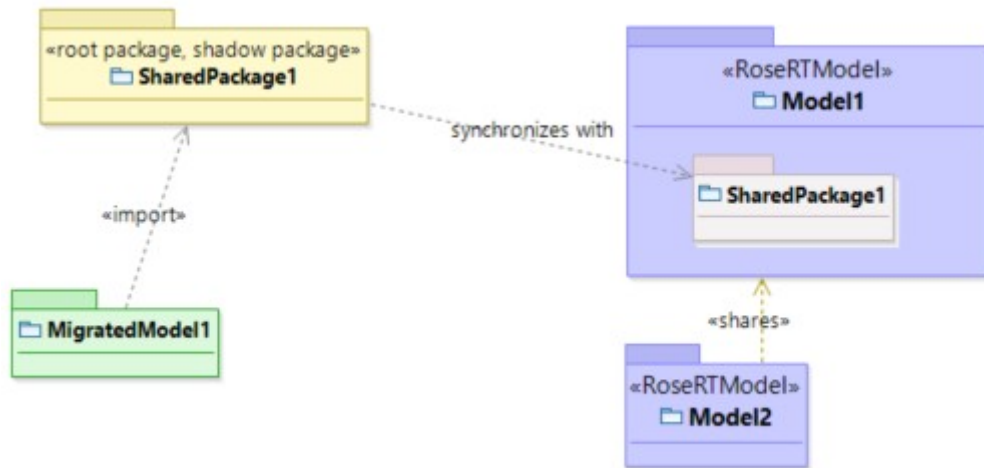 «root package, shadow package»
SharedPackage1
«RoseRTModel»
Model1
synchronizes with
SharedPackage1
«import»
MigratedModel1
«shares»
«RoseRTModel»
Model2